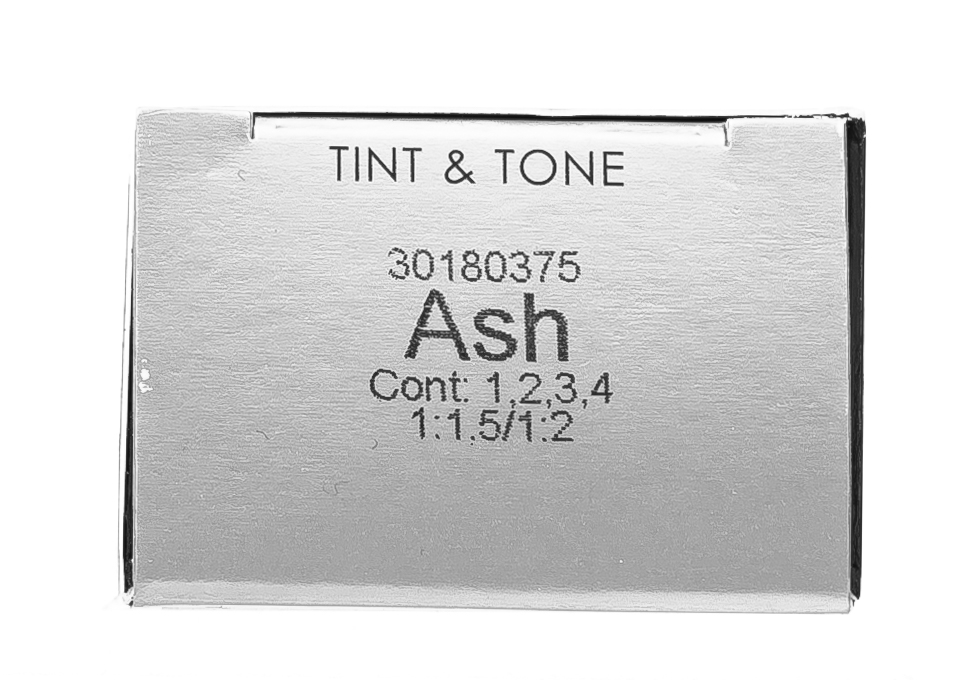 TINT & TONE
30180375
Ash
Cont: 1,2,3,4
1:1,5/1:2